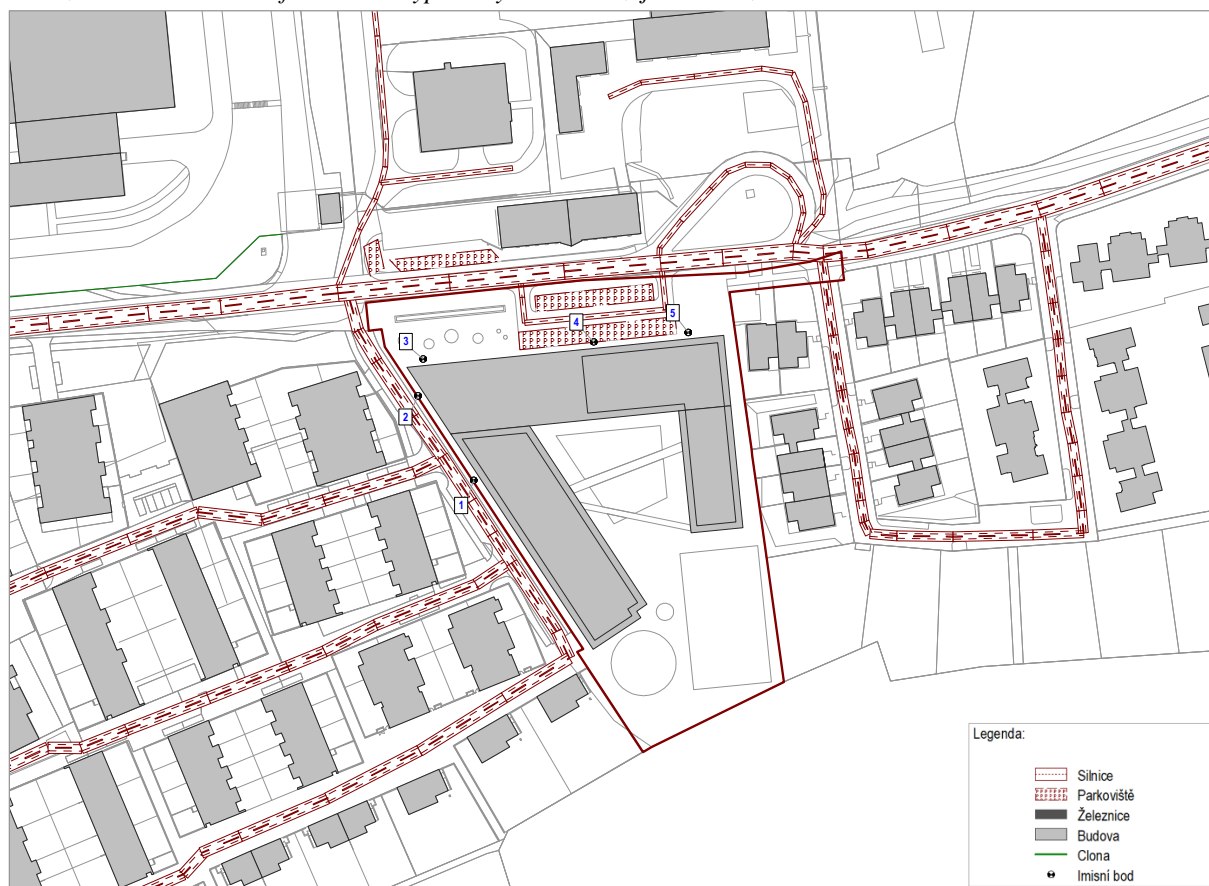 5
4
3
2
1
Legenda:
Silnice
Parkoviště
Železnice
Budova
Clona
Imisní bod